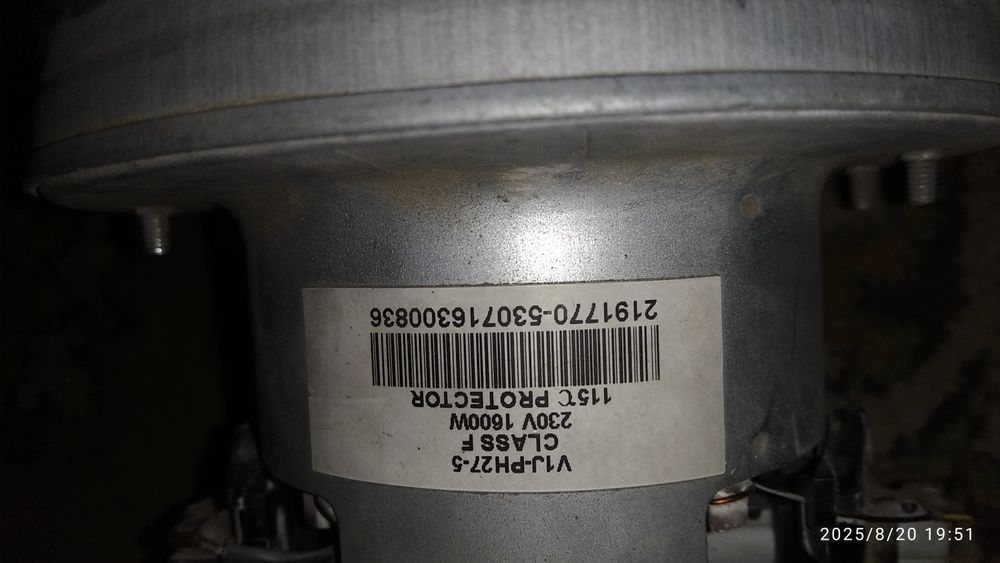 V1J-PH27-5
CLASS F
230V 1600W
115℃ PROTECTOR
2191770-530716300836
2025/8/20 19:51